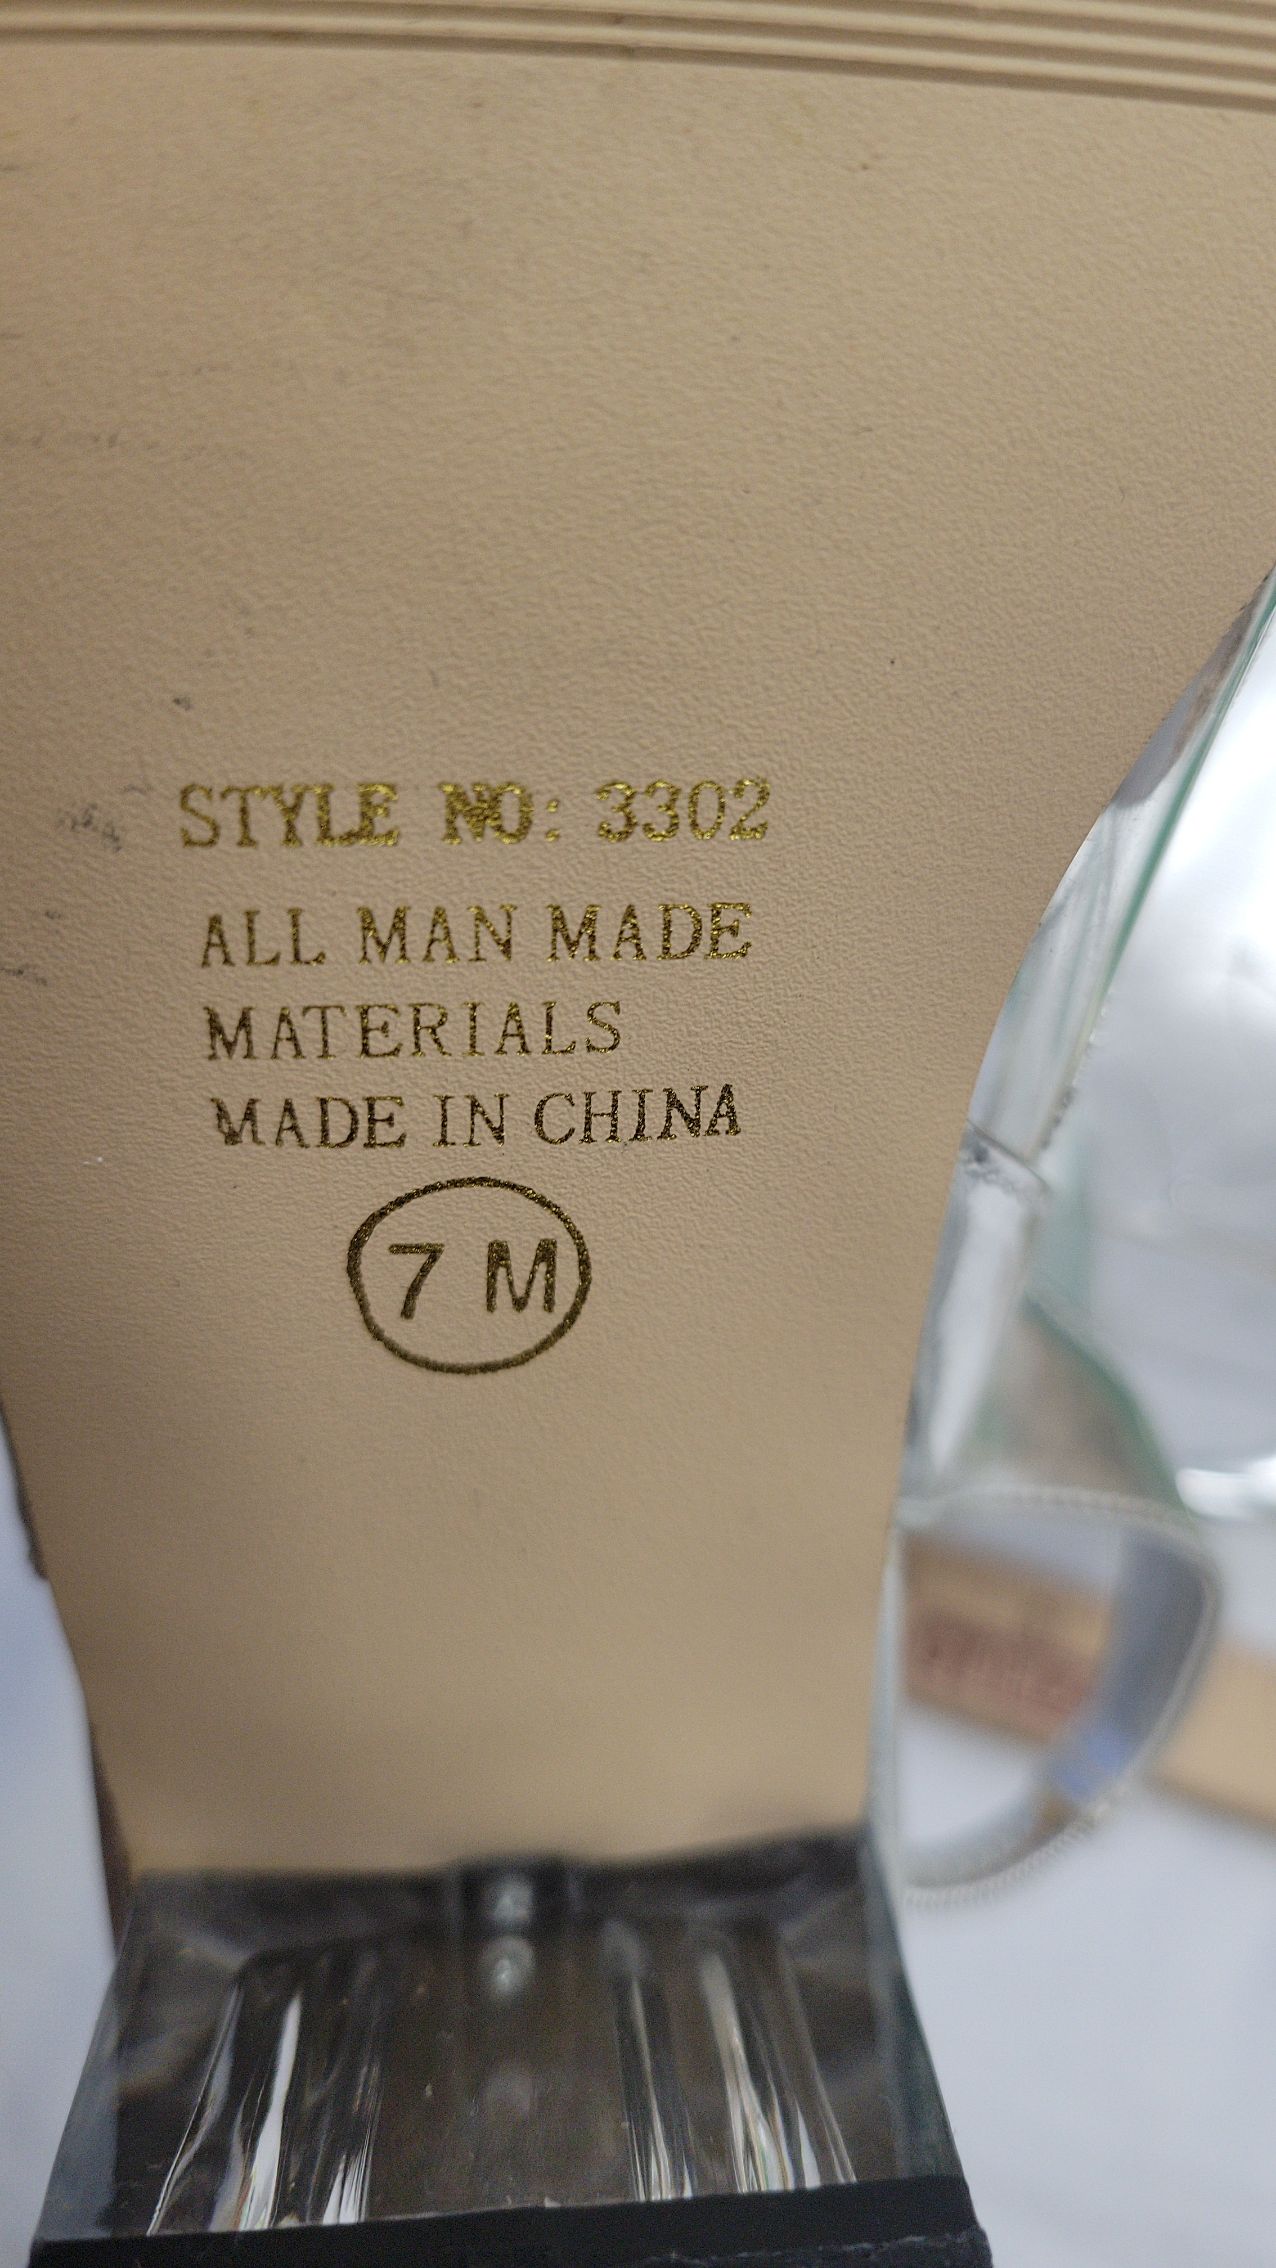 STYLE NO: 3302
ALL MAN MADE
MATERIALS
MADE IN CHINA
7 M